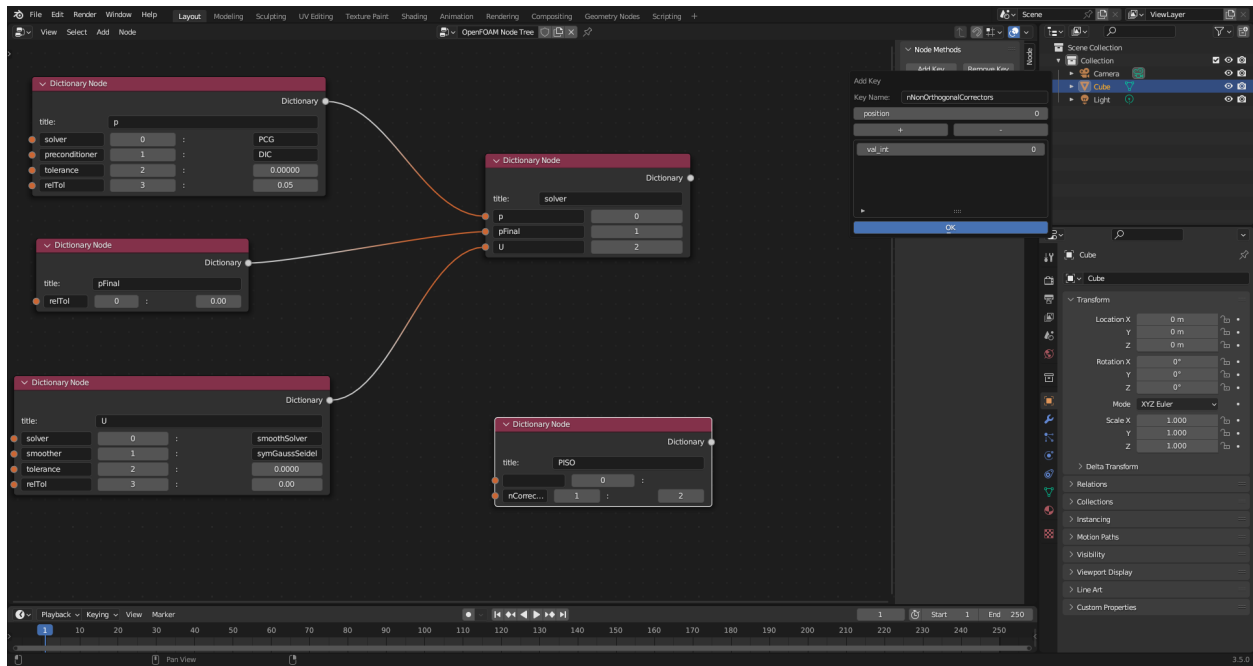 File Edit Render Window Help Layout Modeling Sculpting UV Editing Texture Paint Shading Animation Rendering Compositing Geometry Nodes Scripting + Scene ViewLayer
View Select Add Node OpenFOAM Node Tree
Node Methods
Node
Add Key Remove Key
Scene Collection
Collection
Camera
Cube
Light
Add Key
Key Name: nNonOrthogonalCorrectors
position 0
+ -
val_int 0
OK
Dictionary Node
Dictionary
title: p
solver 0 : PCG
preconditioner 1 : DIC
tolerance 2 : 0.00000
relTol 3 : 0.05
Dictionary Node
Dictionary
title: solver
p 0
pFinal 1
U 2
Dictionary Node
Dictionary
title: pFinal
relTol 0 : 0.00
Dictionary Node
Dictionary
title: U
solver 0 : smoothSolver
smoother 1 : symGaussSeidel
tolerance 2 : 0.0000
relTol 3 : 0.00
Dictionary Node
Dictionary
title: PISO
0 :
nCorrec... 1 : 2
Cube
Cube
Transform
Location X 0 m
Y 0 m
Z 0 m
Rotation X 0°
Y 0°
Z 0°
Mode XYZ Euler
Scale X 1.000
Y 1.000
Z 1.000
Delta Transform
Relations
Collections
Instancing
Motion Paths
Visibility
Viewport Display
Line Art
Custom Properties
Playback Keying View Marker 1 Start 1 End 250
1 10 20 30 40 50 60 70 80 90 100 110 120 130 140 150 160 170 180 190 200 210 220 230 240 250
Pan View 3.5.0